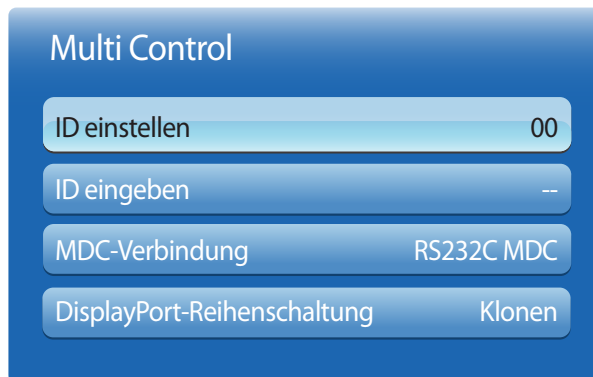 Multi Control
ID einstellen 00
ID eingeben --
MDC-Verbindung RS232C MDC
DisplayPort-Reihenschaltung Klonen